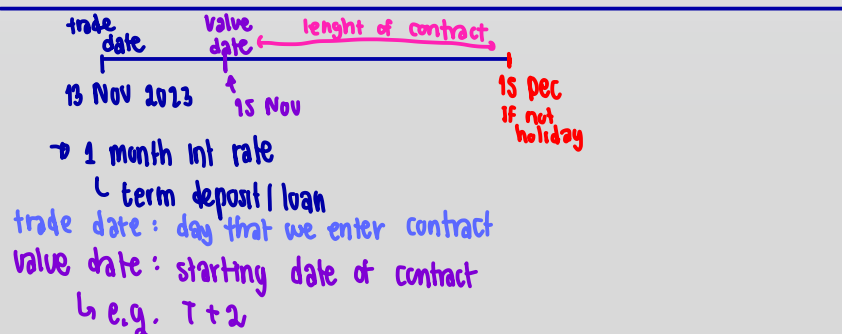 trade date
value date
lenght of contract
13 Nov 2023
15 Nov
15 Dec
if not holiday
→ 1 month int rate
↳ term deposit / loan
trade date : day that we enter contract
value date : starting date of contract
↳ e.g. T + 2